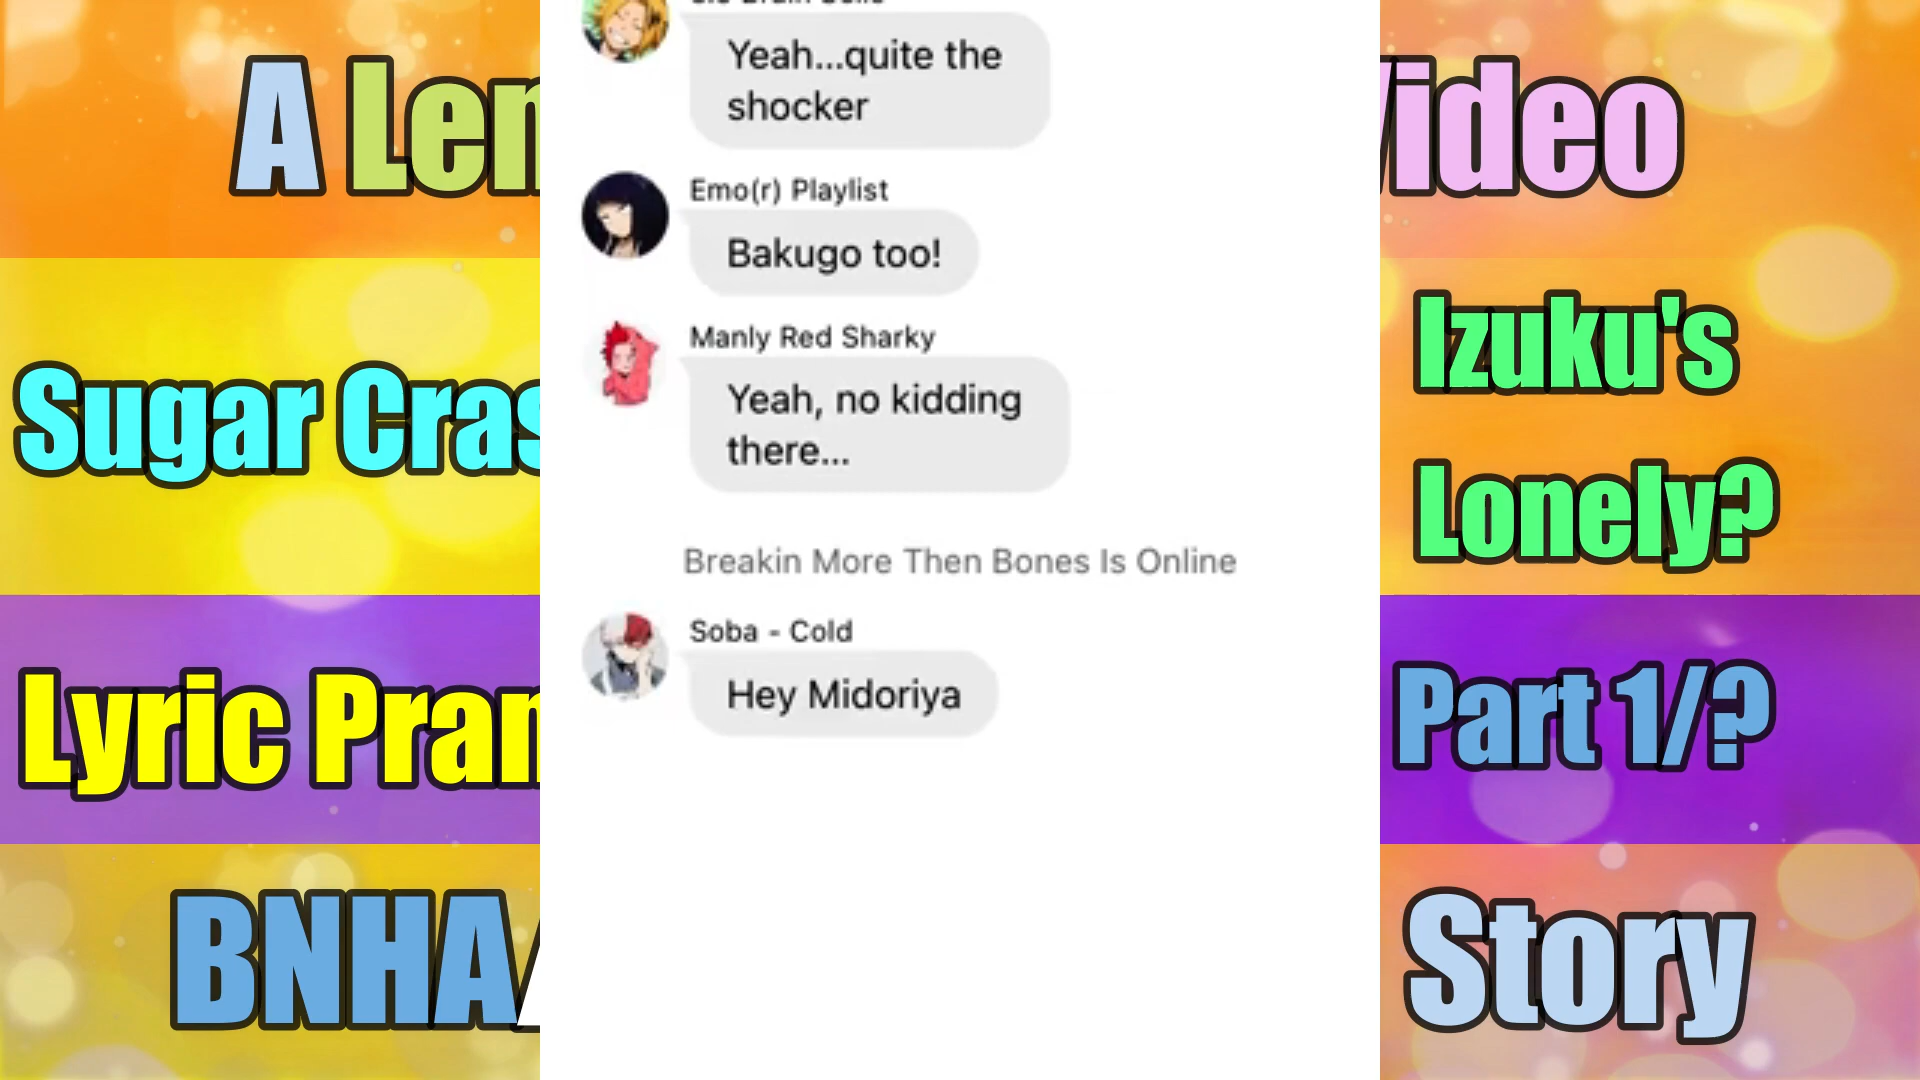 A Len
Video
Yeah...quite the
shocker
Emo(r) Playlist
Bakugo too!
Manly Red Sharky
Yeah, no kidding
there...
Breakin More Then Bones Is Online
Soba - Cold
Hey Midoriya
Sugar Cras
Izuku's
Lonely?
Lyric Pran
Part 1/?
BNHA/
Story